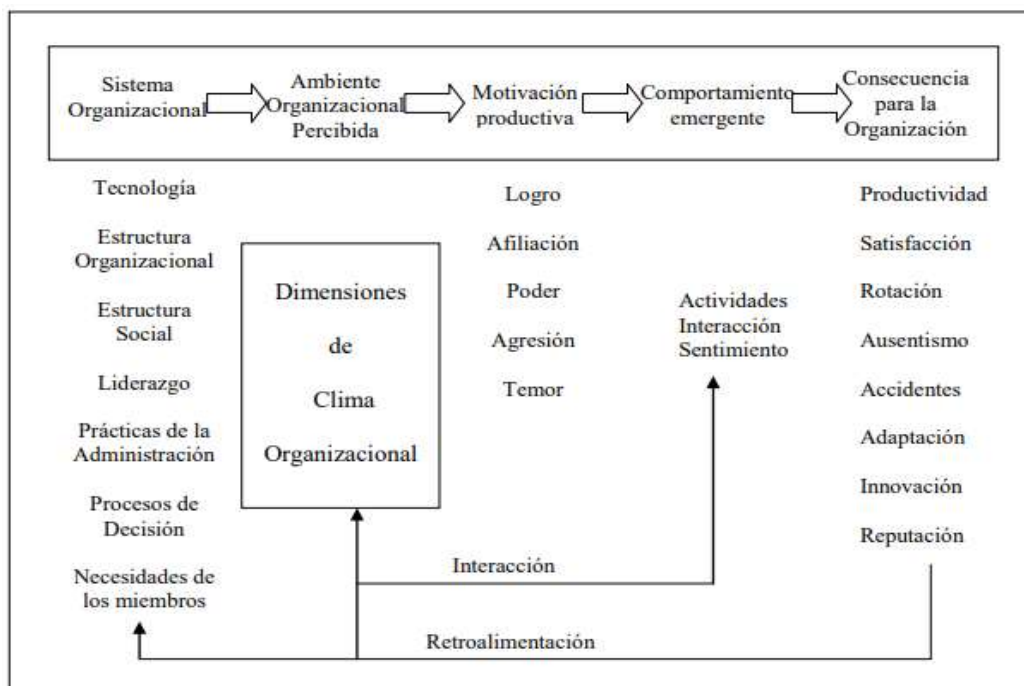 Sistema
Organizacional
Ambiente
Organizacional
Percibida
Motivación
productiva
Comportamiento
emergente
Consecuencia
para la
Organización
Tecnología
Estructura
Organizacional
Estructura
Social
Liderazgo
Prácticas de la
Administración
Procesos de
Decisión
Necesidades de
los miembros
Dimensiones
de
Clima
Organizacional
Logro
Afiliación
Poder
Agresión
Temor
Actividades
Interacción
Sentimiento
Productividad
Satisfacción
Rotación
Ausentismo
Accidentes
Adaptación
Innovación
Reputación
Interacción
Retroalimentación